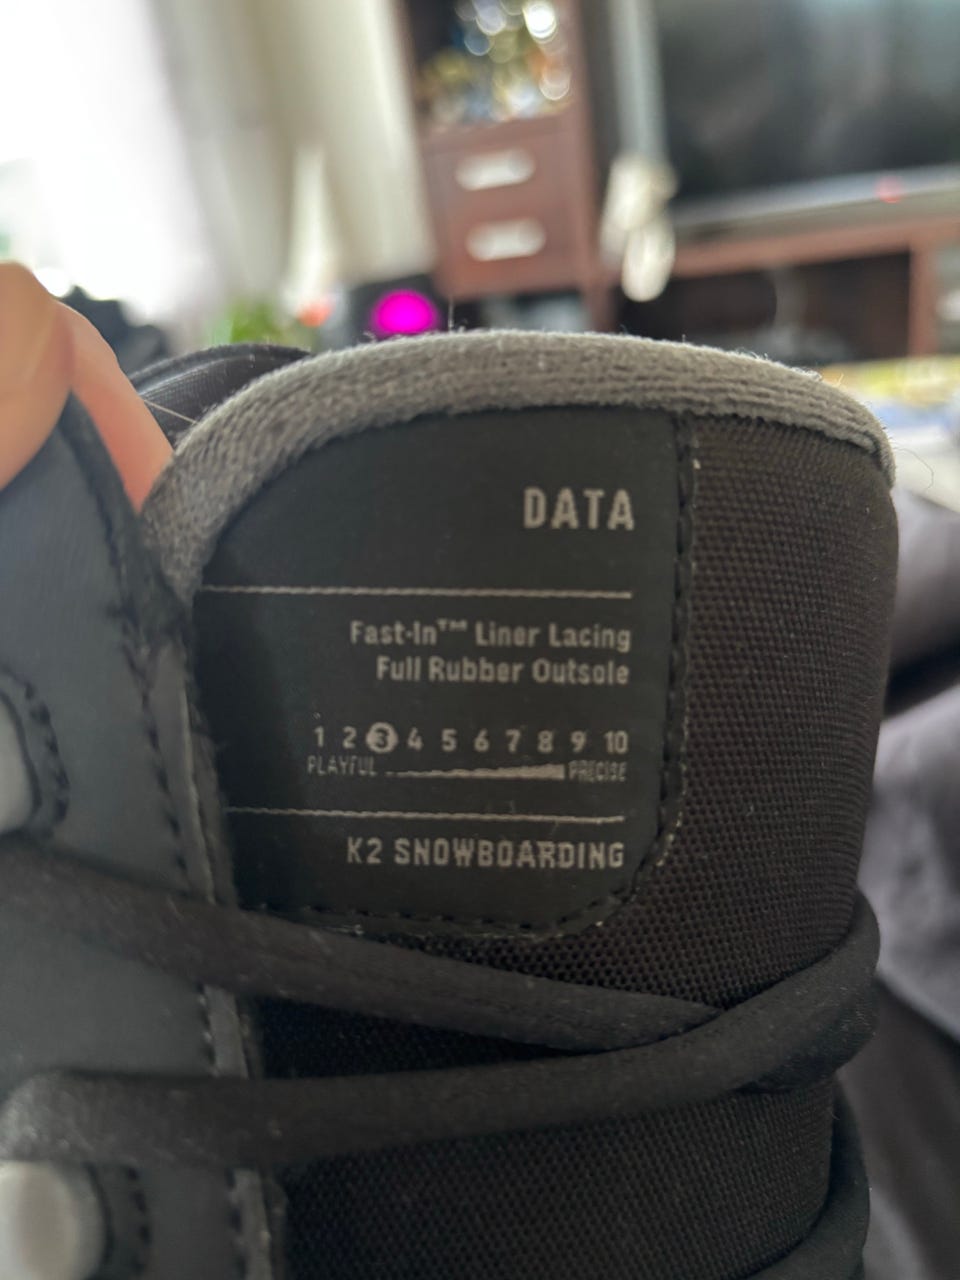 DATA
Fast-In™ Liner Lacing
Full Rubber Outsole
1 2 3 4 5 6 7 8 9 10
PLAYFUL PRECISE
K2 SNOWBOARDING